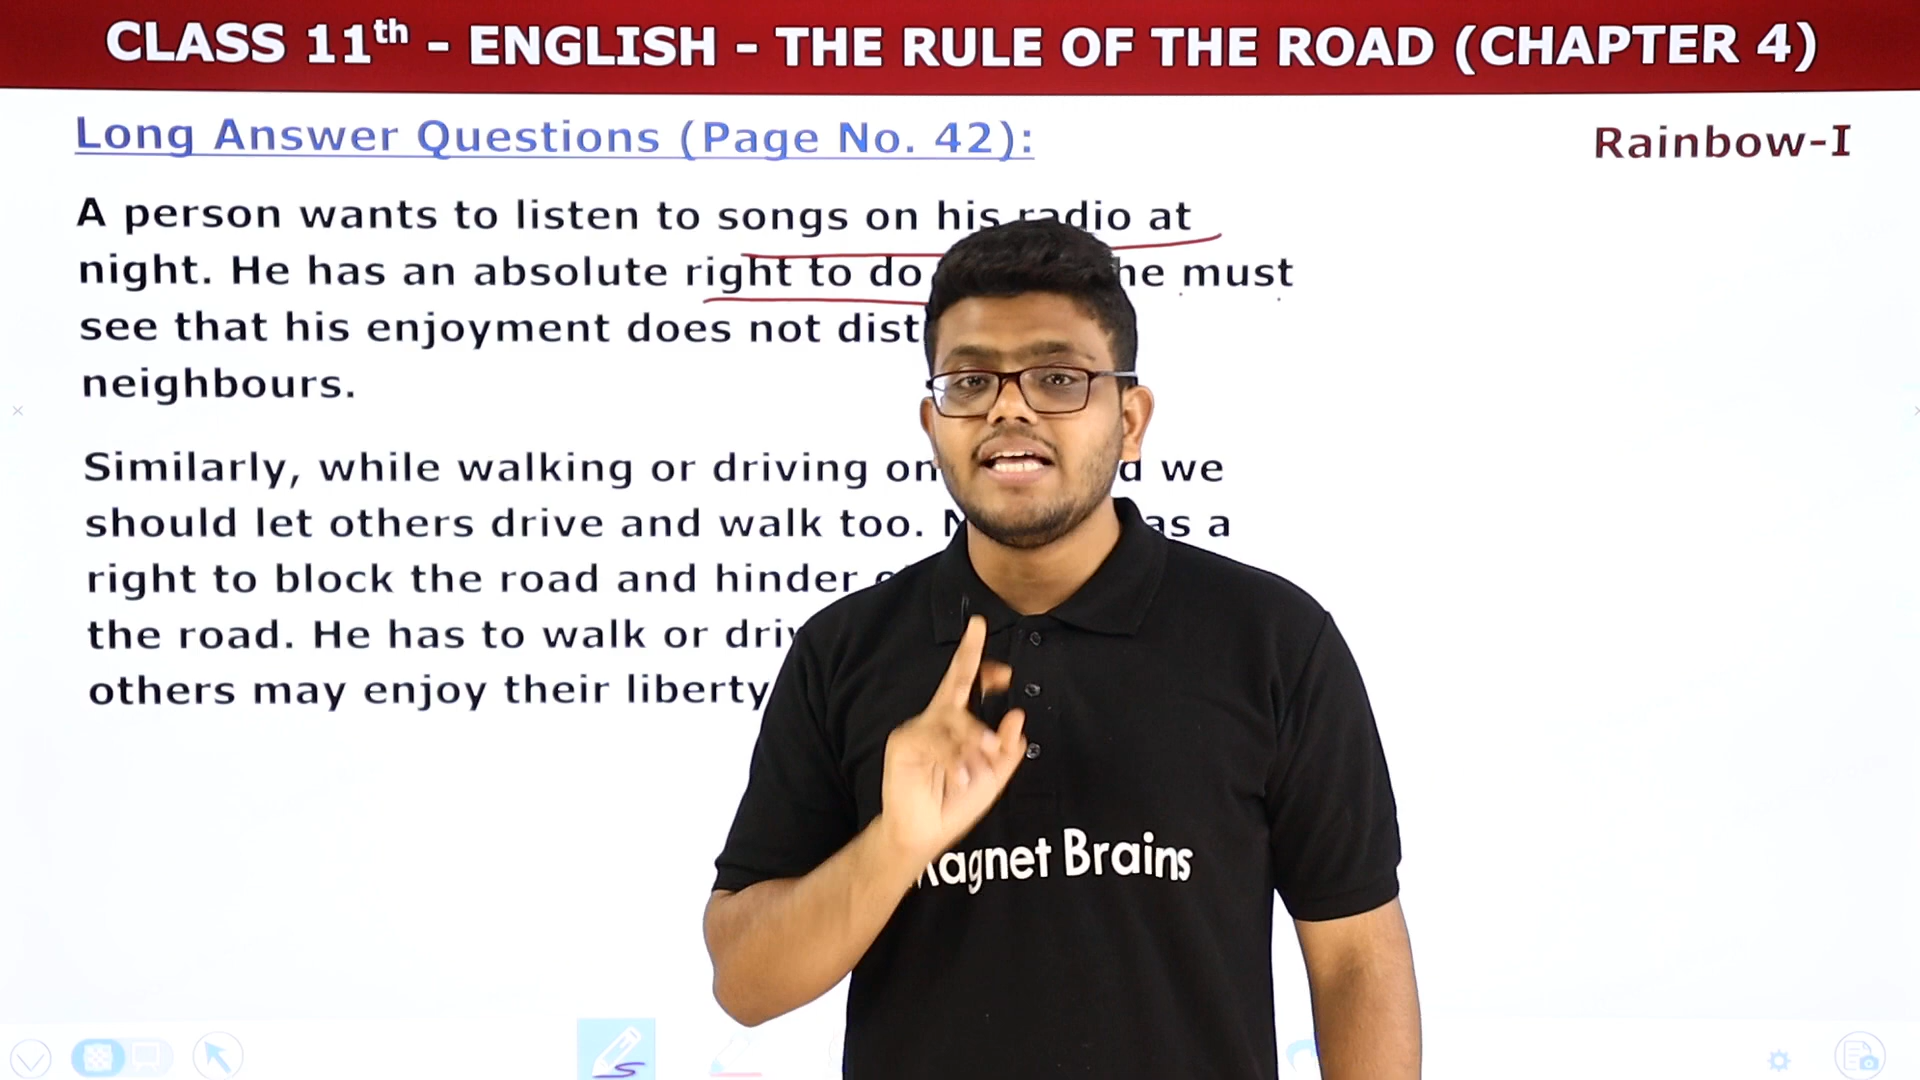 CLASS 11th - ENGLISH - THE RULE OF THE ROAD (CHAPTER 4)
Long Answer Questions (Page No. 42):
Rainbow-I
A person wants to listen to songs on his radio at
night. He has an absolute right to do he must
see that his enjoyment does not
neighbours.
Similarly, while walking or driving on we
should let others drive and walk too. as a
right to block the road and hinder
the road. He has to walk or
others may enjoy their liberty
Magnet Brains